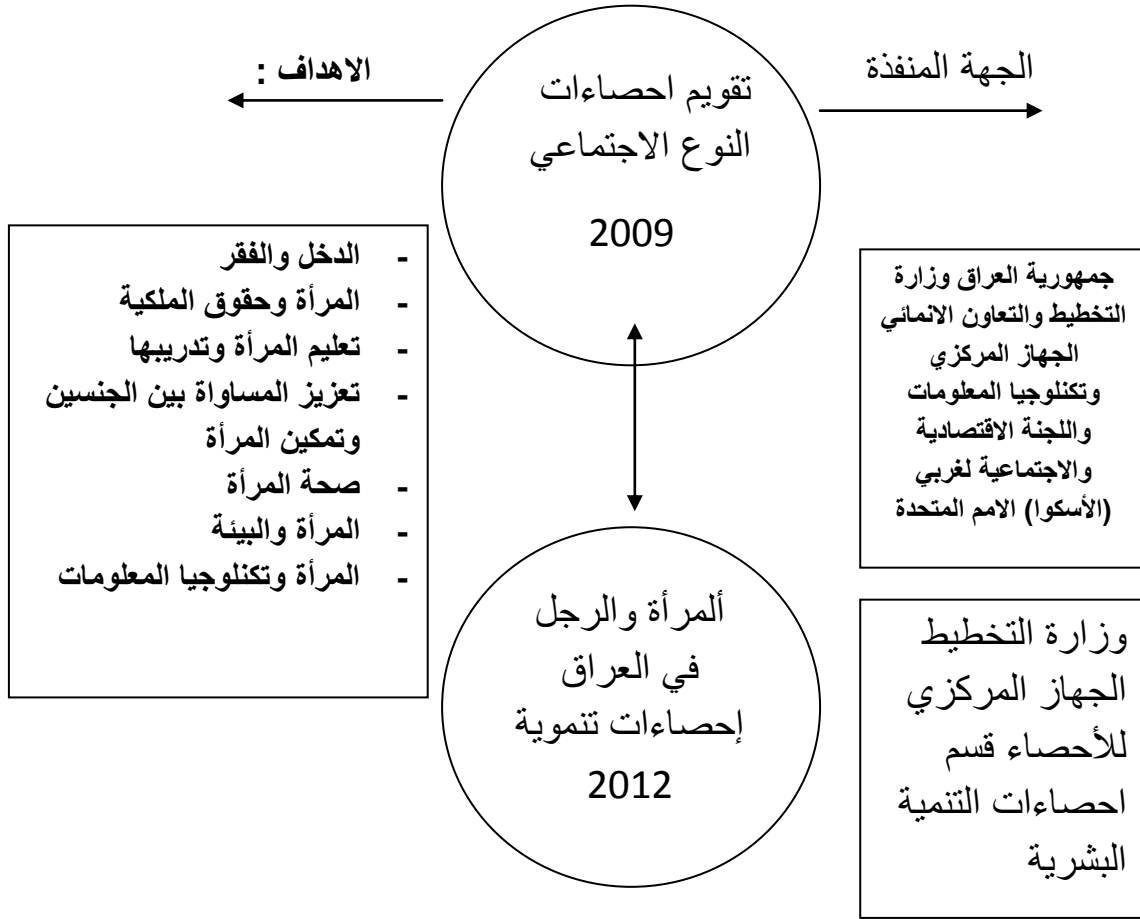 الجهة المنفذة
الاهداف :
تقويم احصاءات
النوع الاجتماعي
2009
جمهورية العراق وزارة
التخطيط والتعاون الانمائي
الجهاز المركزي
وتكنلوجيا المعلومات
واللجنة الاقتصادية
والاجتماعية لغربي
(الأسكوا) الامم المتحدة
- الدخل والفقر
- المرأة وحقوق الملكية
- تعليم المرأة وتدريبها
- تعزيز المساواة بين الجنسين
وتمكين المرأة
- صحة المرأة
- المرأة والبيئة
- المرأة وتكنلوجيا المعلومات
وزارة التخطيط
الجهاز المركزي
للأحصاء قسم
احصاءات التنمية
البشرية
ألمرأة والرجل
في العراق
إحصاءات تنموية
2012